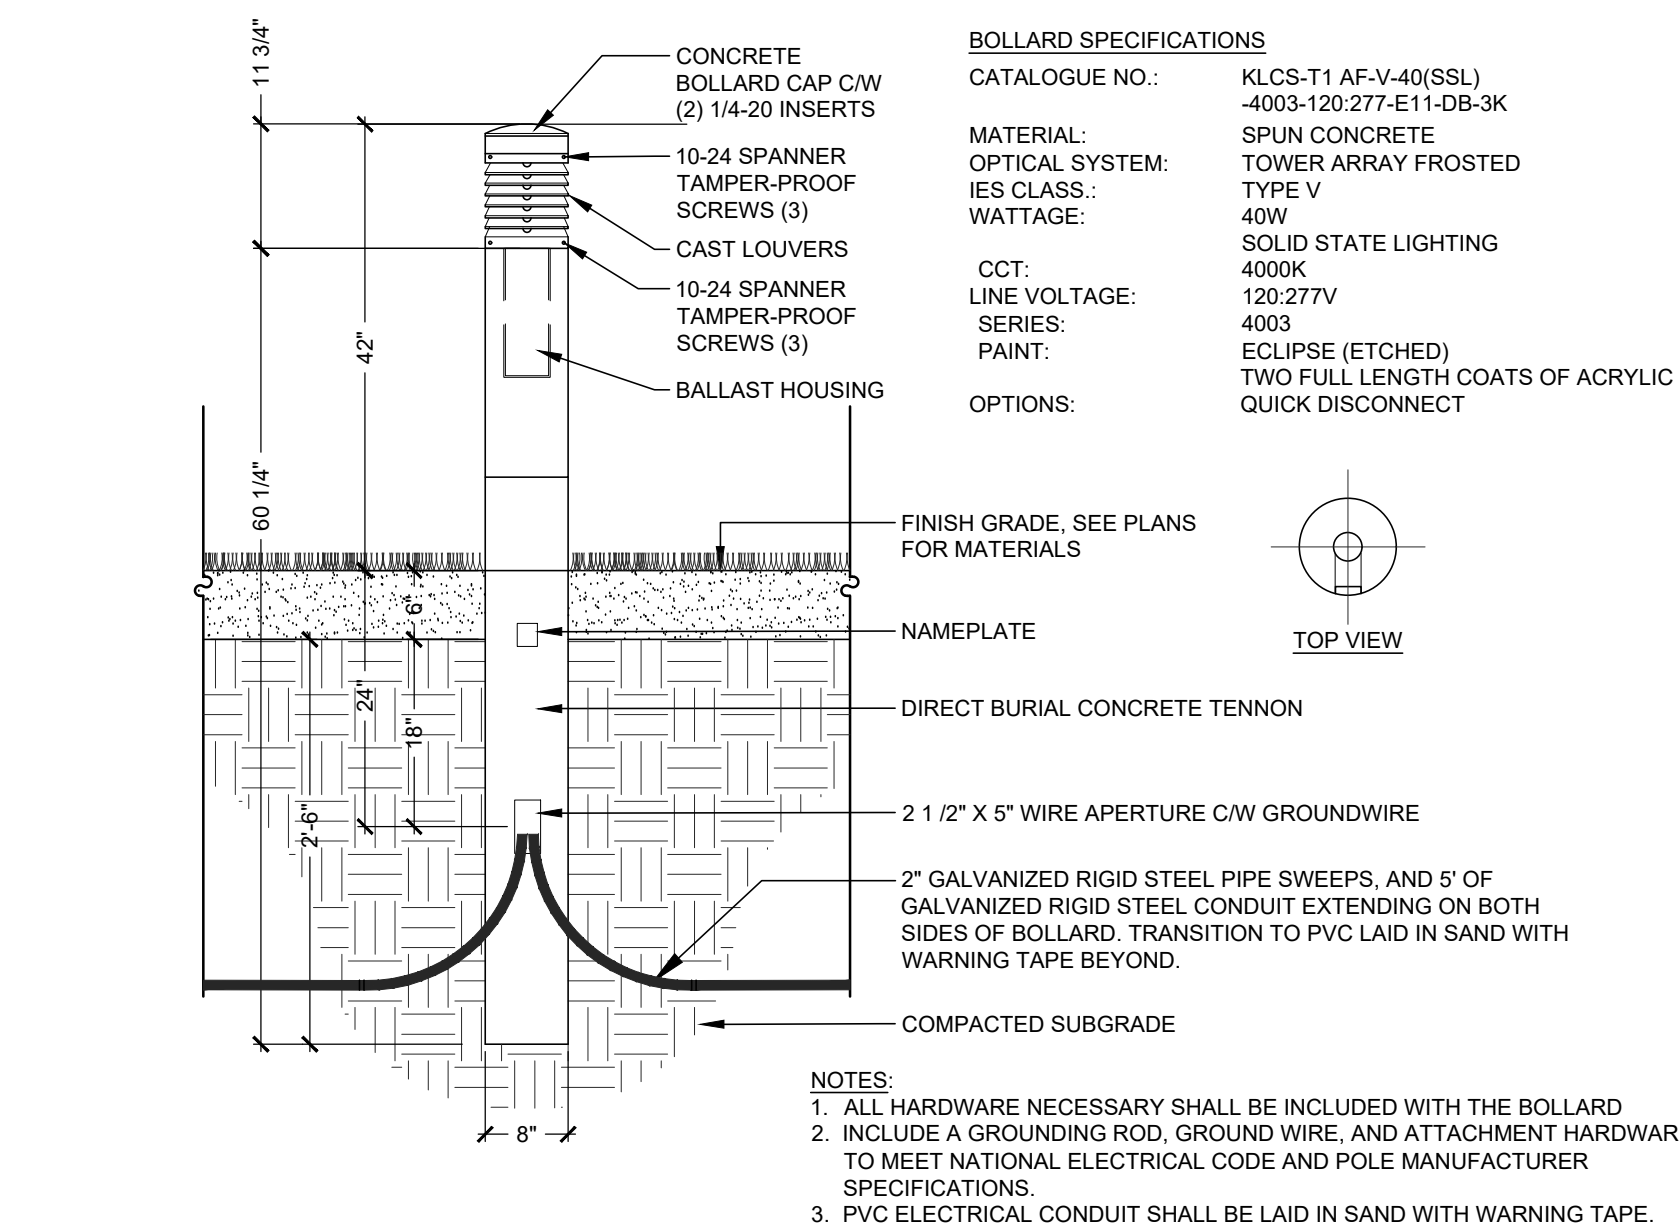 11 3/4"
42"
60 1/4"
6"
24"
18"
2'-6"
8"
CONCRETE
BOLLARD CAP C/W
(2) 1/4-20 INSERTS
10-24 SPANNER
TAMPER-PROOF
SCREWS (3)
CAST LOUVERS
10-24 SPANNER
TAMPER-PROOF
SCREWS (3)
BALLAST HOUSING
BOLLARD SPECIFICATIONS
CATALOGUE NO.: KLCS-T1 AF-V-40(SSL)
-4003-120:277-E11-DB-3K
MATERIAL: SPUN CONCRETE
OPTICAL SYSTEM: TOWER ARRAY FROSTED
IES CLASS.: TYPE V
WATTAGE: 40W
SOLID STATE LIGHTING
CCT: 4000K
LINE VOLTAGE: 120:277V
SERIES: 4003
PAINT: ECLIPSE (ETCHED)
TWO FULL LENGTH COATS OF ACRYLIC
OPTIONS: QUICK DISCONNECT
FINISH GRADE, SEE PLANS
FOR MATERIALS
NAMEPLATE
TOP VIEW
DIRECT BURIAL CONCRETE TENNON
2 1 /2" X 5" WIRE APERTURE C/W GROUNDWIRE
2" GALVANIZED RIGID STEEL PIPE SWEEPS, AND 5' OF
GALVANIZED RIGID STEEL CONDUIT EXTENDING ON BOTH
SIDES OF BOLLARD. TRANSITION TO PVC LAID IN SAND WITH
WARNING TAPE BEYOND.
COMPACTED SUBGRADE
NOTES:
1. ALL HARDWARE NECESSARY SHALL BE INCLUDED WITH THE BOLLARD
2. INCLUDE A GROUNDING ROD, GROUND WIRE, AND ATTACHMENT HARDWAR
TO MEET NATIONAL ELECTRICAL CODE AND POLE MANUFACTURER
SPECIFICATIONS.
3. PVC ELECTRICAL CONDUIT SHALL BE LAID IN SAND WITH WARNING TAPE.